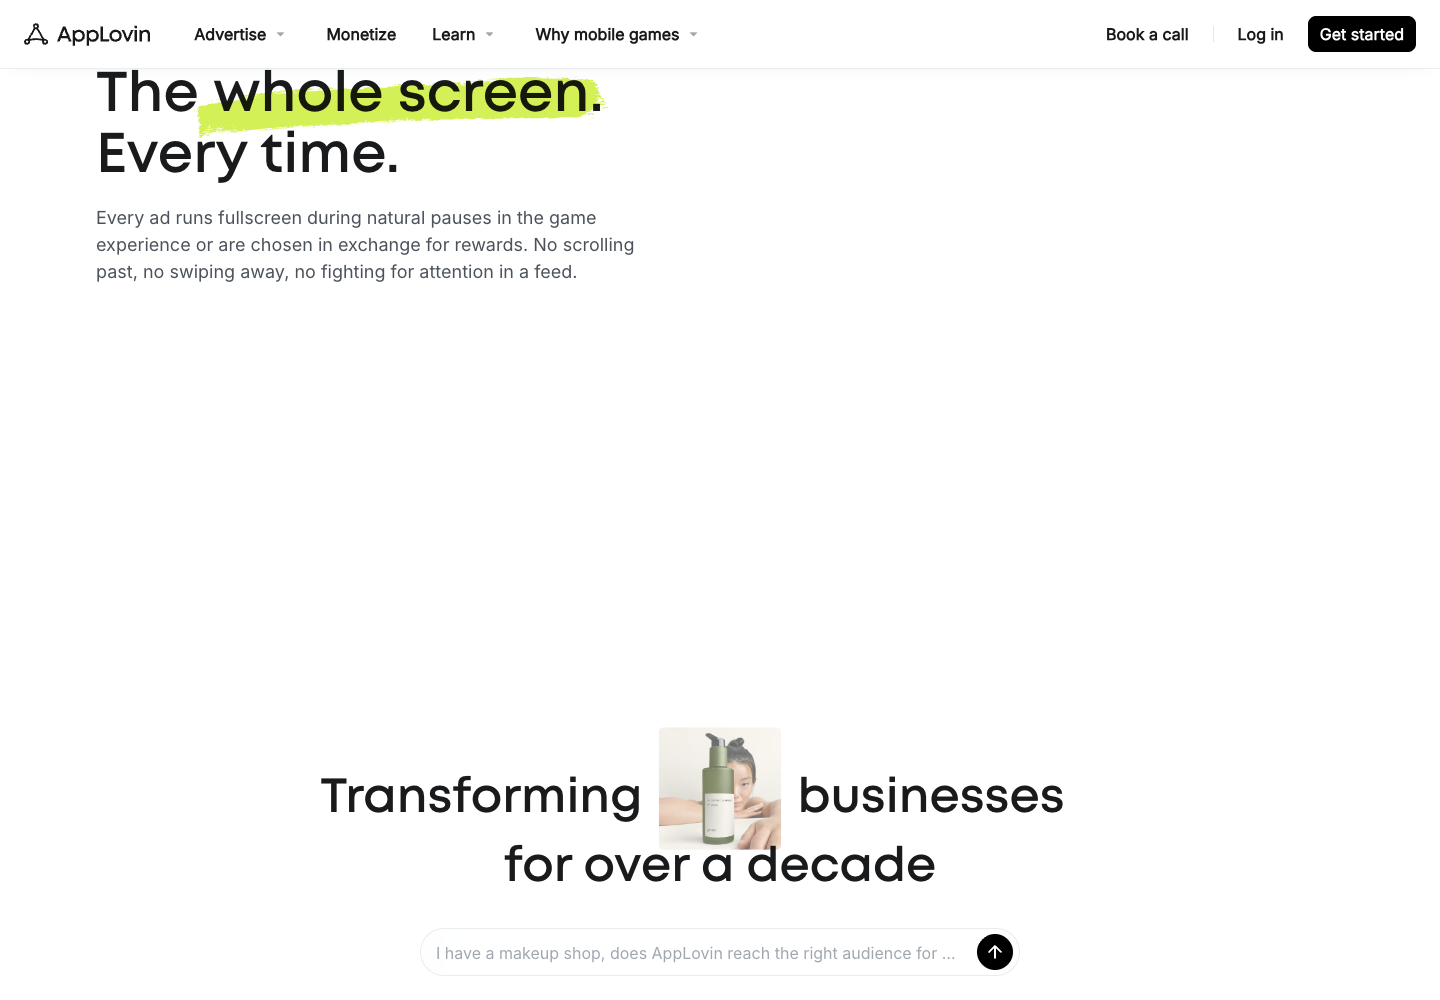 AppLovin
Advertise
Monetize
Learn
Why mobile games
Book a call
Log in
Get started
The whole screen.
Every time.
Every ad runs fullscreen during natural pauses in the game
experience or are chosen in exchange for rewards. No scrolling
past, no swiping away, no fighting for attention in a feed.
Transforming businesses
for over a decade
I have a makeup shop, does AppLovin reach the right audience for ...